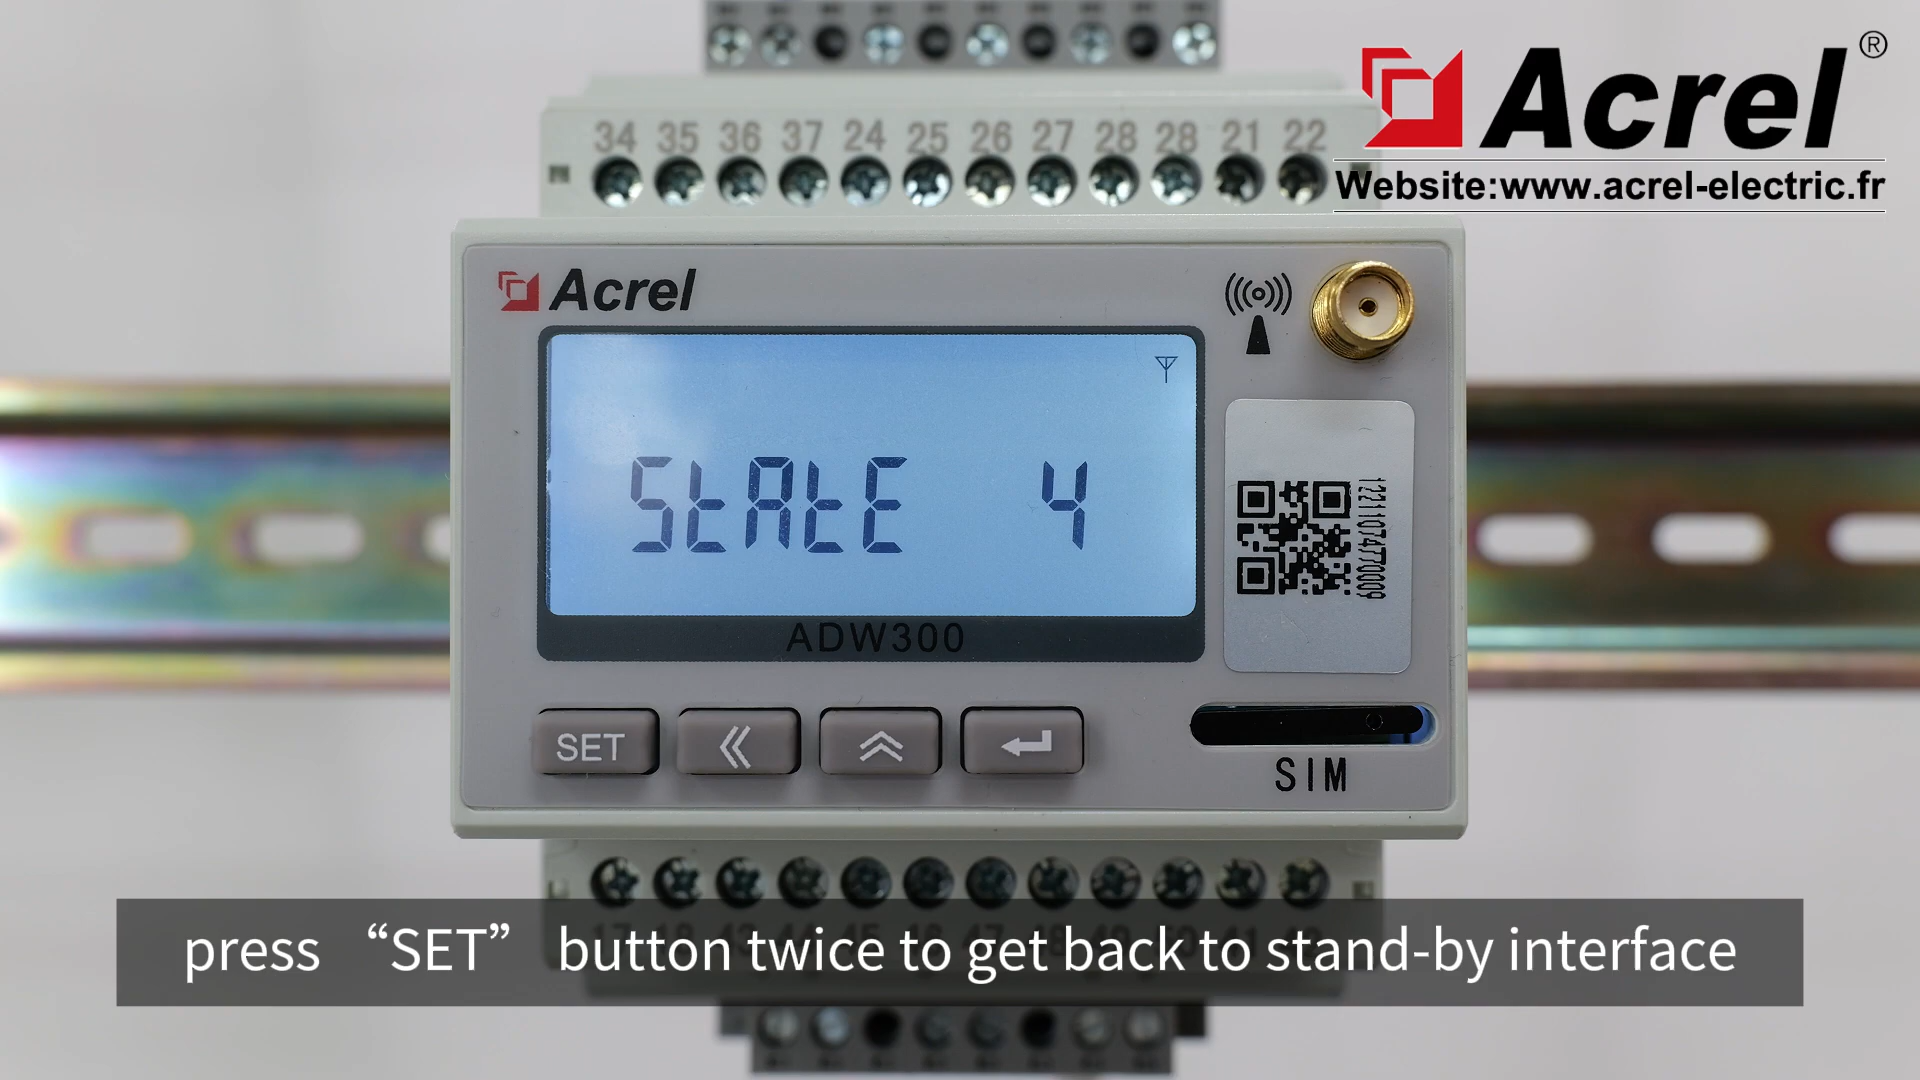 Acrel®
Website:www.acrel-electric.fr
34 35 36 37 24 25 26 27 28 28 21 22
Acrel
StAtE 4
12211074770009
ADW300
SET
SIM
press “SET” button twice to get back to stand-by interface